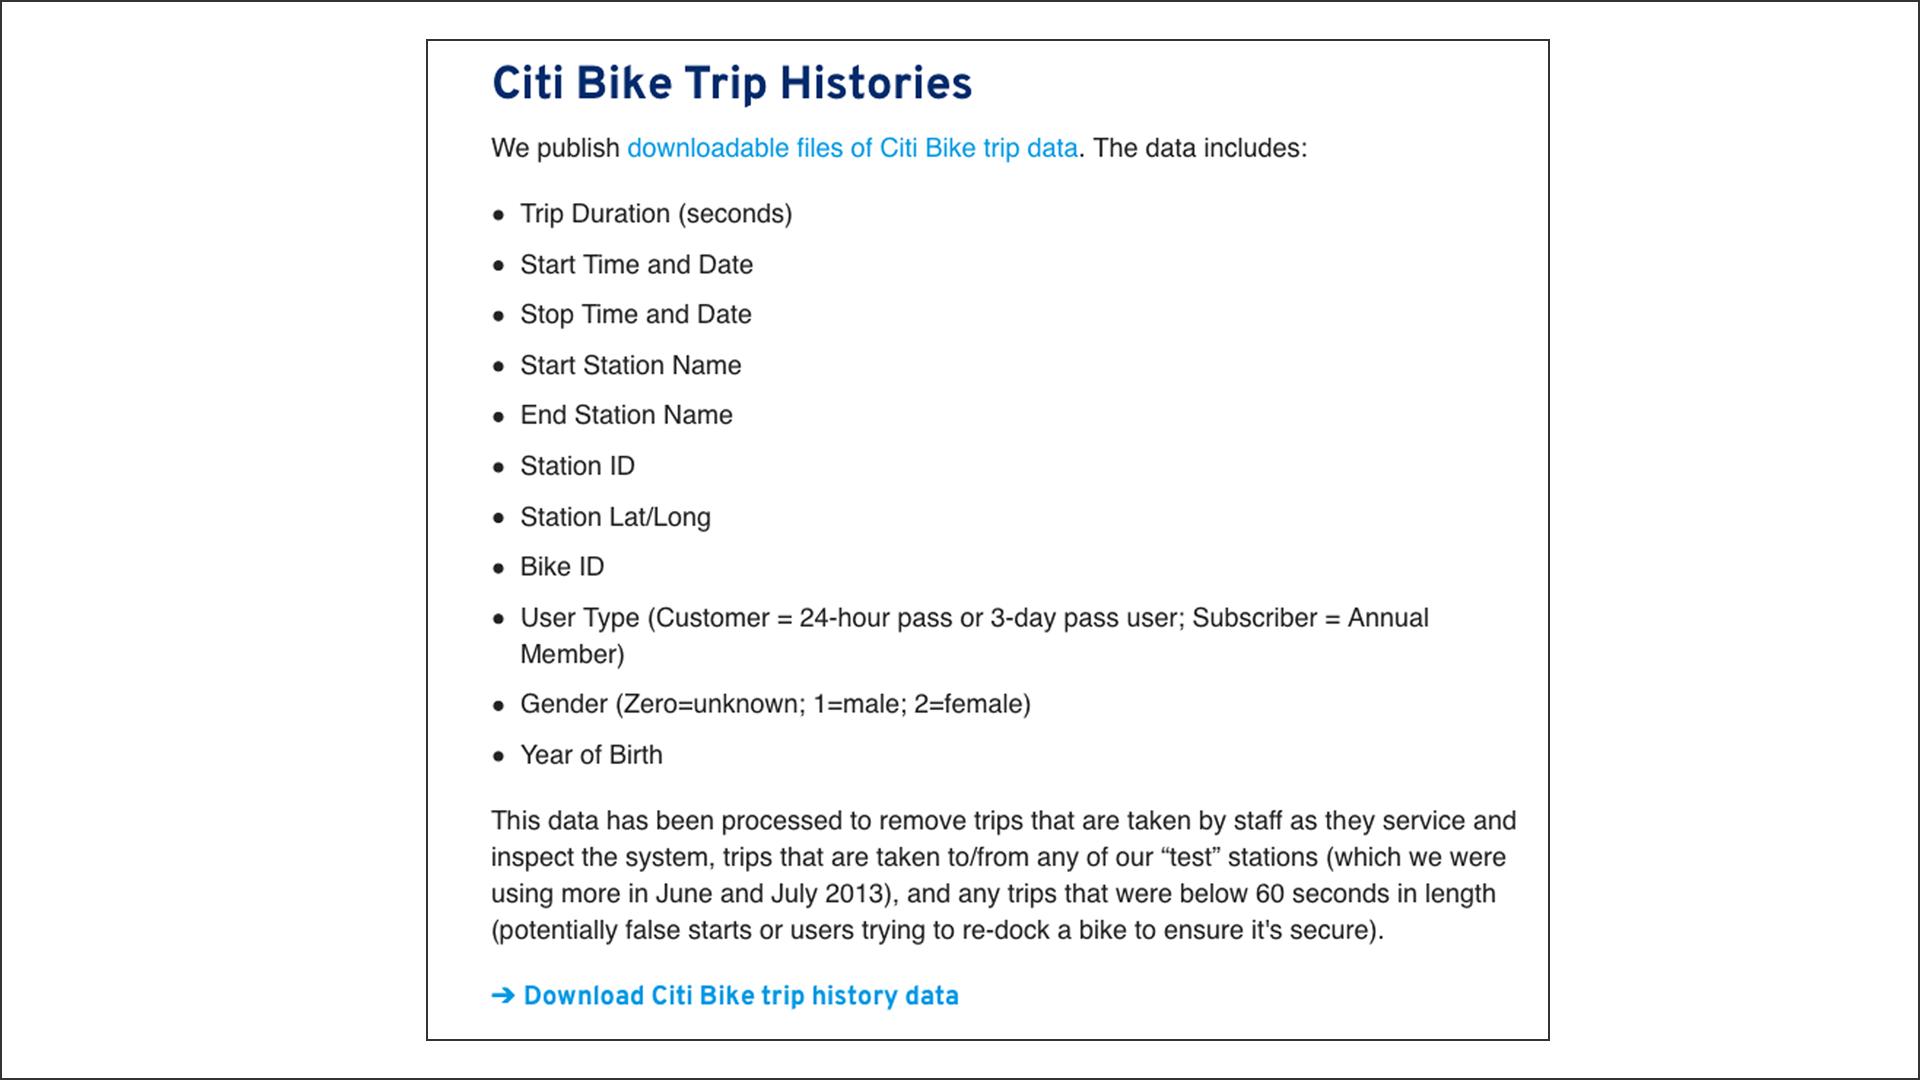 Citi Bike Trip Histories
We publish downloadable files of Citi Bike trip data. The data includes:
• Trip Duration (seconds)
• Start Time and Date
• Stop Time and Date
• Start Station Name
• End Station Name
• Station ID
• Station Lat/Long
• Bike ID
• User Type (Customer = 24-hour pass or 3-day pass user; Subscriber = Annual
Member)
• Gender (Zero=unknown; 1=male; 2=female)
• Year of Birth
This data has been processed to remove trips that are taken by staff as they service and
inspect the system, trips that are taken to/from any of our “test” stations (which we were
using more in June and July 2013), and any trips that were below 60 seconds in length
(potentially false starts or users trying to re-dock a bike to ensure it's secure).
➔ Download Citi Bike trip history data